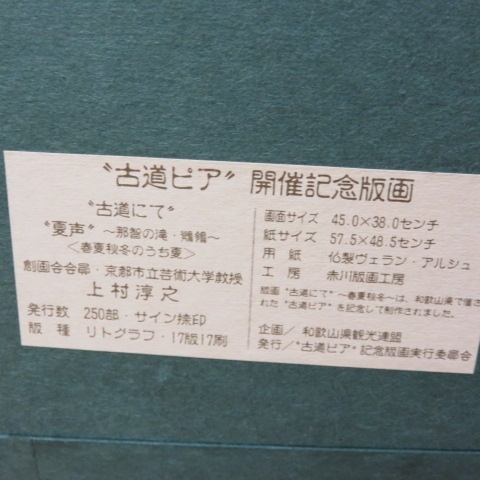 "古道ピア" 開催記念版画
"古道にて"
"夏声" ～那智の滝・鶺鴒～
＜春夏秋冬のうち夏＞
創画会会員・京都市立芸術大学教授
上村淳之
発行数 250部・サイン捺印
版種 リトグラフ・17版17刷
画面サイズ 45.0×38.0センチ
紙サイズ 57.5×48.5センチ
用紙 仏製ヴェラン・アルシュ
工房 赤川版画工房
版画 "古道にて" ～春夏秋冬～は、和歌山県で催さ
れた "古道ピア" を記念して制作されました。
企画／和歌山県観光連盟
発行／"古道ピア" 記念版画実行委員会